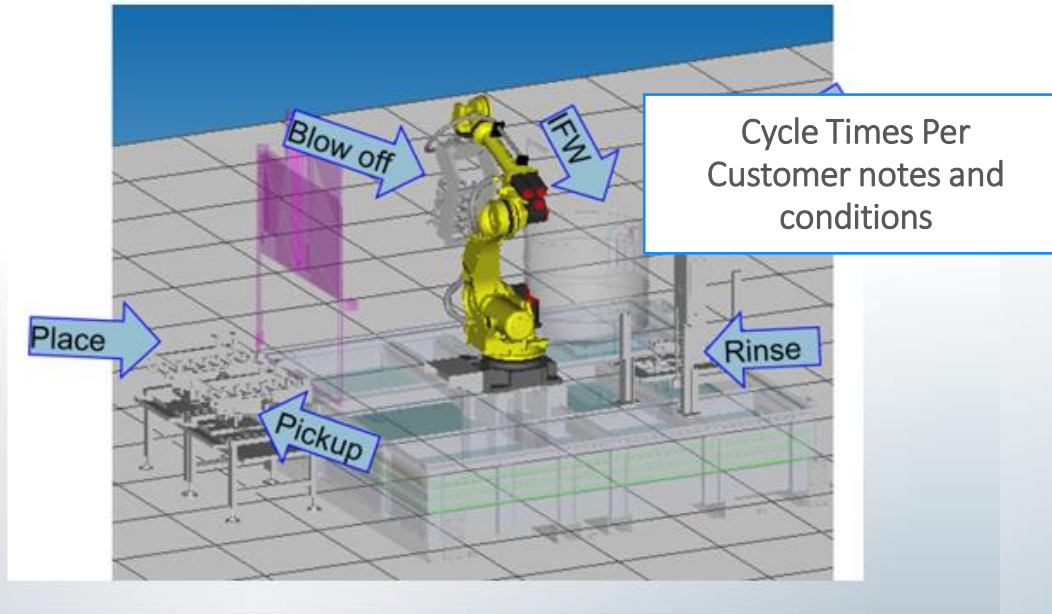 Blow off
IFW
Cycle Times Per
Customer notes and
conditions
Place
Rinse
Pickup